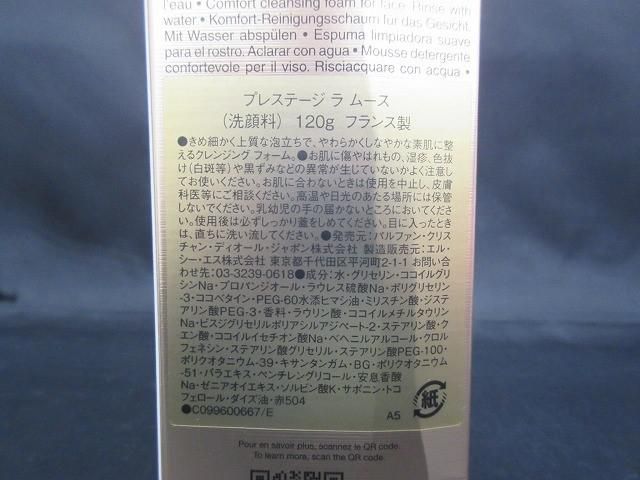 l'eau • Comfort cleansing foam for face. Rinse with
water • Komfort-Reinigungsschaum für das Gesicht.
Mit Wasser abspülen • Espuma limpiadora suave
para el rostro. Aclarar con agua • Mousse detergente
confortevole per il viso. Risciacquare con acqua •
プレステージ ラ ムース
(洗顔料) 120g フランス製
●きめ細かく上質な泡立ちで、やわらかくしなやかな素肌に整
えるクレンジング フォーム。●お肌に傷やはれもの、湿疹、色抜
け(白斑等)や黒ずみなどの異常が生じていないかよく注意し
てお使いください。お肌に合わないときは使用を中止し、皮膚
科医等にご相談ください。高温や日光のあたる場所には保管
しないでください。乳幼児の手の届かないところにおいてくださ
い。使用後は必ずしっかり蓋をしめてください。目に入ったとき
は、直ちに洗い流してください。●発売元:パルファン・クリス
チャン・ディオール・ジャポン株式会社 製造販売元:エル・
シー・エス株式会社 東京都千代田区平河町2-1-1 お問い合
わせ先:03-3239-0618●成分:水・グリセリン・ココイルグリ
シンNa・プロパンジオール・ラウレス硫酸Na・ポリグリセリン
-3・ココベタイン・PEG-60水添ヒマシ油・ミリスチン酸・ジステ
アリン酸PEG-3・香料・ラウリン酸・ココイルメチルタウリン
Na・ビスジグリセリルポリアシルアジペート-2・ステアリン酸・ク
エン酸・ココイルイセチオン酸Na・ベヘニルアルコール・クロル
フェネシン・ステアリン酸グリセリル・ステアリン酸PEG-100・
ポリクオタニウム-39・キサンタンガム・BG・ポリクオタニウム
-51・バラエキス・ペンチレングリコール・安息香酸
Na・ゼニアオイエキス・ソルビン酸K・サポニン・トコ
フェロール・ダイズ油・赤504
●C099600667/E
A5
紙
Pour en savoir plus, scannez le QR code.
To learn more, scan the QR code.